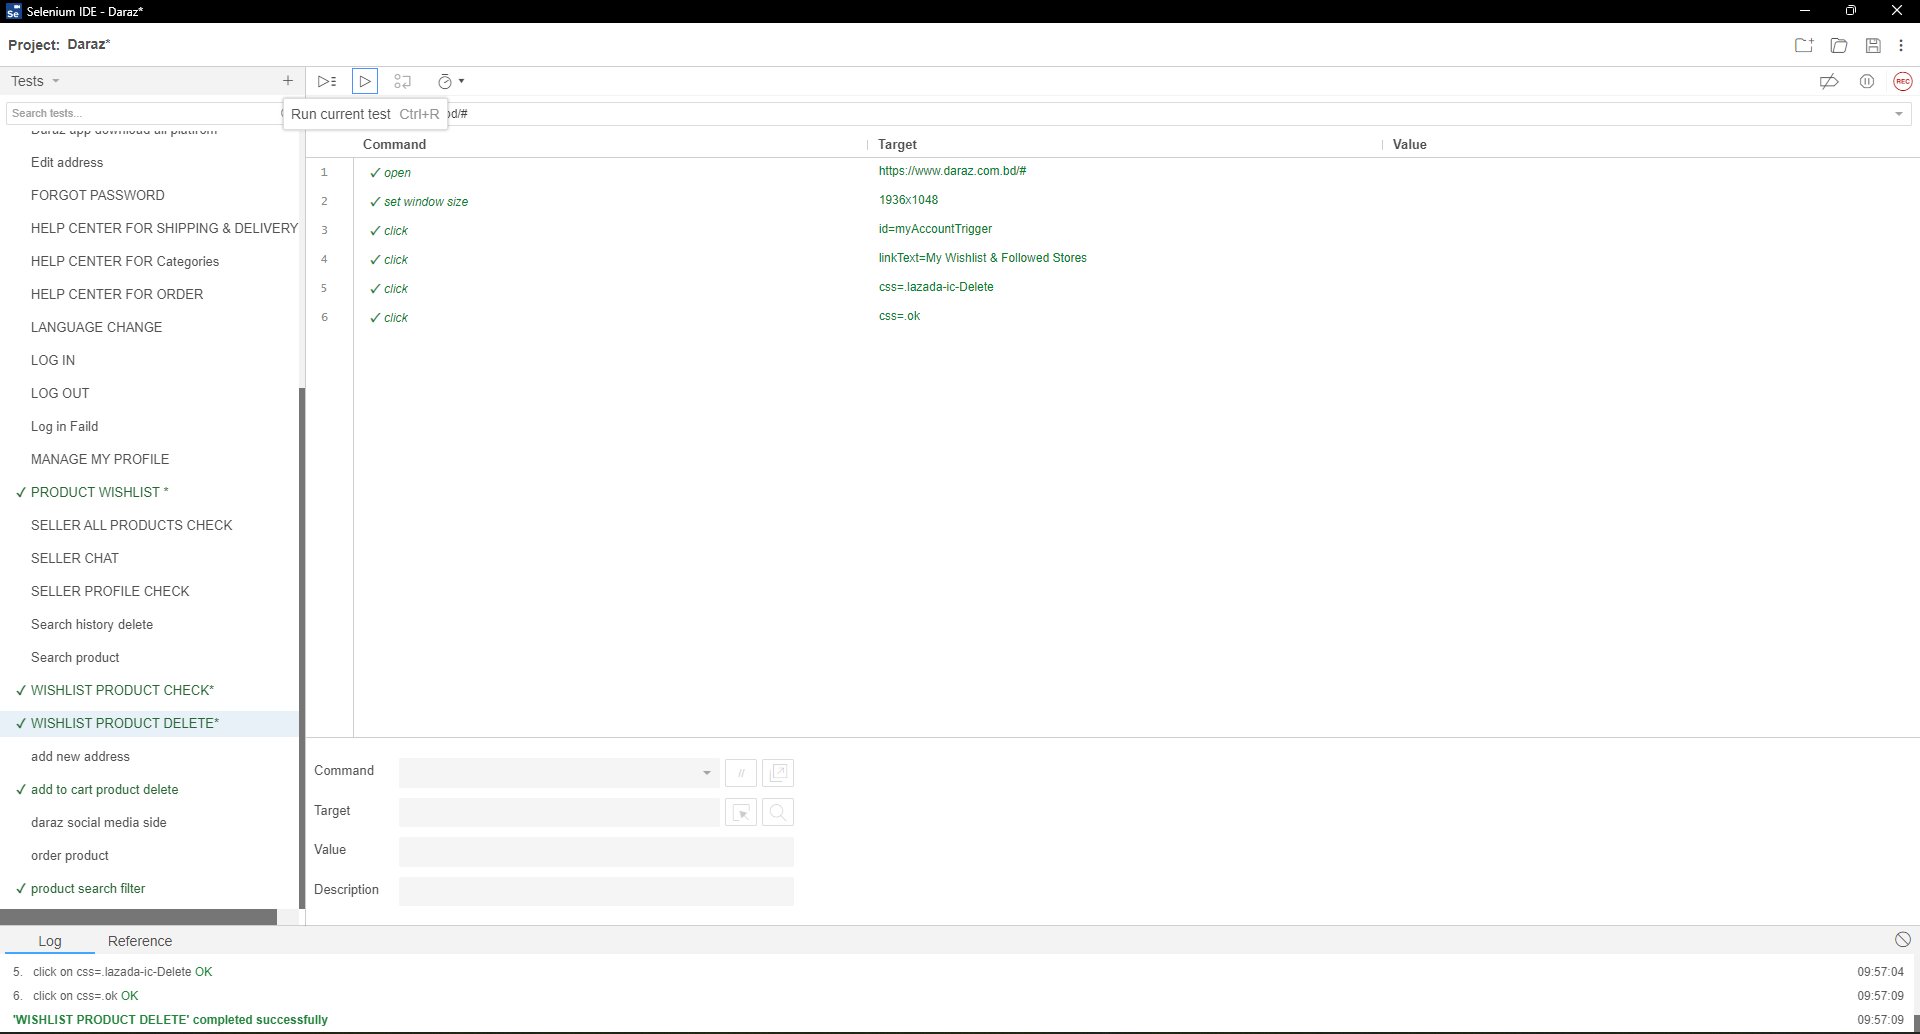 Selenium IDE - Daraz*
Project: Daraz*
Tests
Search tests...
Run current test Ctrl+R
bd/#
Daraz app download all platfrom
Edit address
FORGOT PASSWORD
HELP CENTER FOR SHIPPING & DELIVERY
HELP CENTER FOR Categories
HELP CENTER FOR ORDER
LANGUAGE CHANGE
LOG IN
LOG OUT
Log in Faild
MANAGE MY PROFILE
✓ PRODUCT WISHLIST *
SELLER ALL PRODUCTS CHECK
SELLER CHAT
SELLER PROFILE CHECK
Search history delete
Search product
✓ WISHLIST PRODUCT CHECK*
✓ WISHLIST PRODUCT DELETE*
add new address
✓ add to cart product delete
daraz social media side
order product
✓ product search filter
REC
Command Target Value
1 ✓ open https://www.daraz.com.bd/#
2 ✓ set window size 1936x1048
3 ✓ click id=myAccountTrigger
4 ✓ click linkText=My Wishlist & Followed Stores
5 ✓ click css=.lazada-ic-Delete
6 ✓ click css=.ok
Command //
Target
Value
Description
Log Reference
5. click on css=.lazada-ic-Delete OK 09:57:04
6. click on css=.ok OK 09:57:09
'WISHLIST PRODUCT DELETE' completed successfully 09:57:09